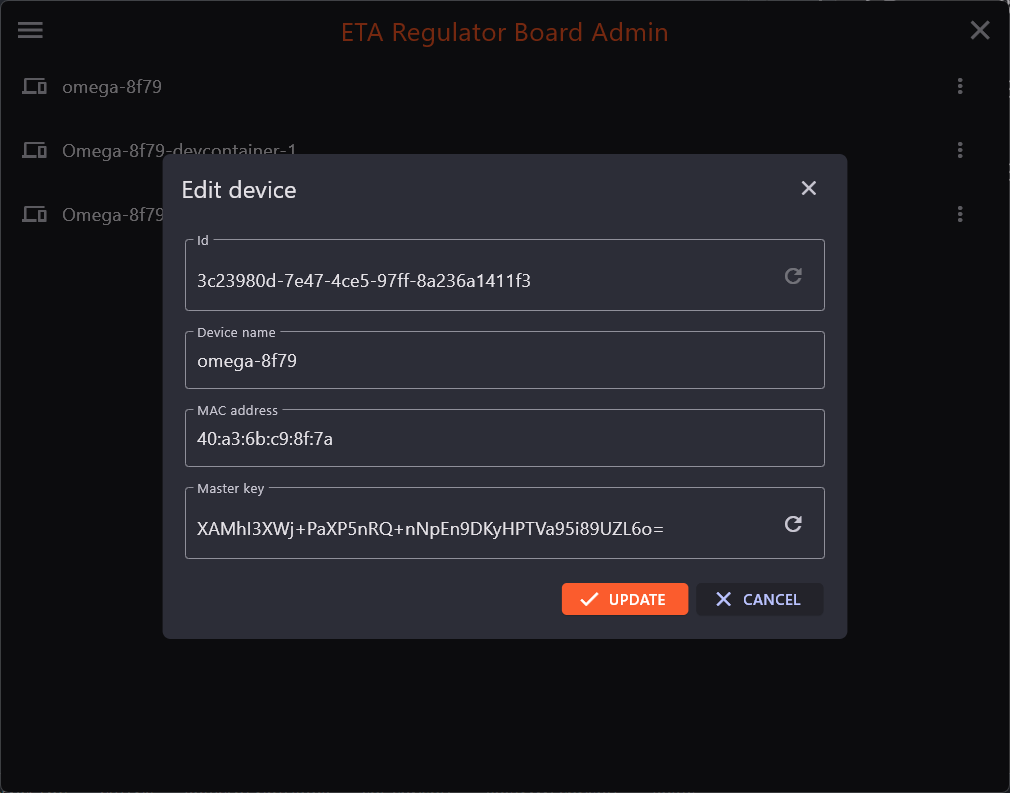 ETA Regulator Board Admin
omega-8f79
Omega-8f79-devcontainer-1
Omega-8f79
Edit device
Id
3c23980d-7e47-4ce5-97ff-8a236a1411f3
Device name
omega-8f79
MAC address
40:a3:6b:c9:8f:7a
Master key
XAMhl3XWj+PaXP5nRQ+nNpEn9DKyHPTVa95i89UZL6o=
UPDATE
CANCEL